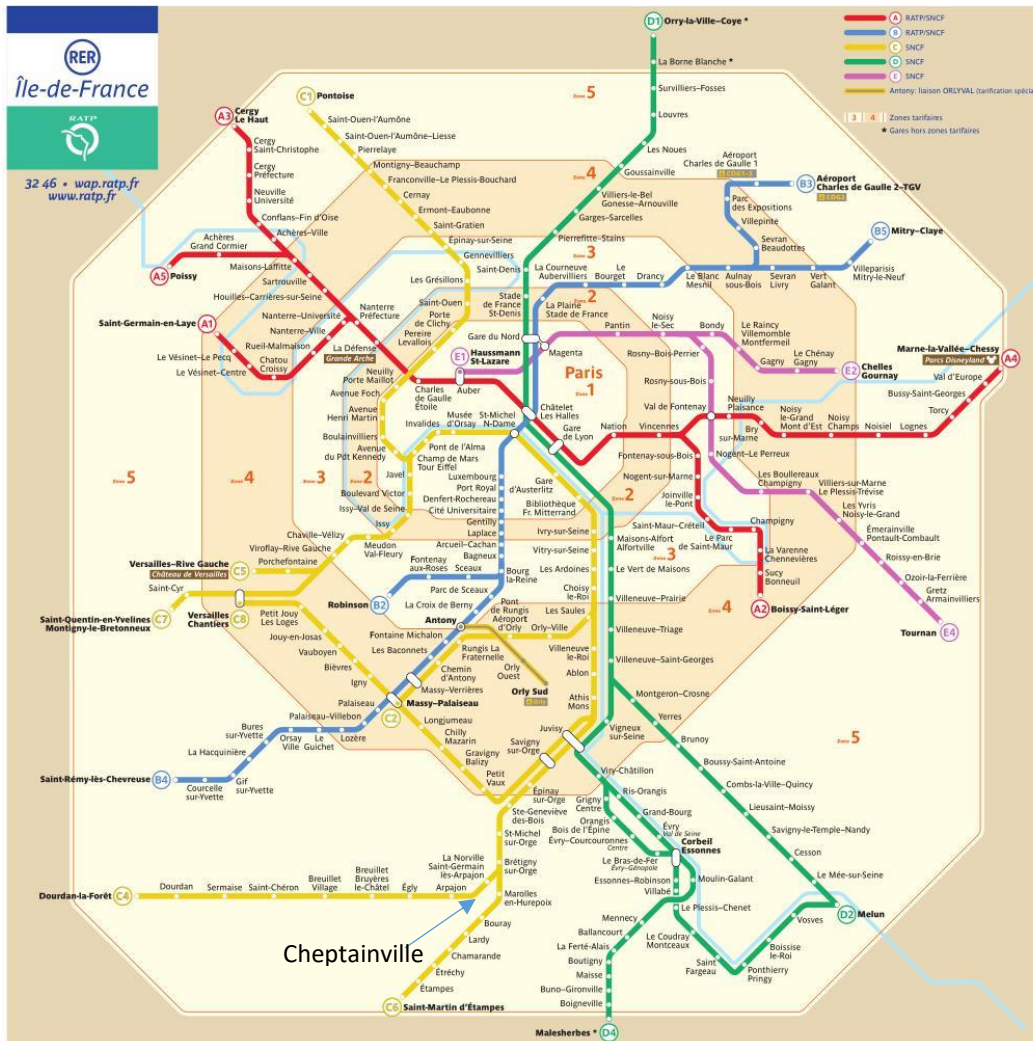 RER
Île-de-France
RATP
32 46 • wap.ratp.fr
www.ratp.fr
A RATP/SNCF
B RATP/SNCF
C SNCF
D SNCF
E SNCF
Antony: liaison ORLYVAL (tarification spécia
3 4 Zones tarifaires
* Gares hors zones tarifaires
D1 Orry-la-Ville–Coye *
La Borne Blanche *
Survilliers–Fosses
Louvres
Les Noues
Goussainville
Villiers-le-Bel
Gonesse–Arnouville
Garges–Sarcelles
Pierrefitte–Stains
Saint-Denis
Stade
de France
St-Denis
C1 Pontoise
Saint-Ouen-l'Aumône
Saint-Ouen-l'Aumône–Liesse
Pierrelaye
Montigny–Beauchamp
Franconville–Le Plessis-Bouchard
Cernay
Ermont–Eaubonne
Saint-Gratien
Épinay-sur-Seine
Gennevilliers
Les Grésillons
Saint-Ouen
Porte
de Clichy
Pereire
Levallois
Neuilly
Porte Maillot
Avenue Foch
Avenue
Henri Martin
Boulainvilliers
Avenue
du Pdt Kennedy
A3 Cergy
Le Haut
Cergy
Saint-Christophe
Cergy
Préfecture
Neuville
Université
Conflans–Fin d'Oise
Achères–Ville
Achères
Grand Cormier
A5 Poissy
Maisons-Laffitte
Sartrouville
Houilles–Carrières-sur-Seine
Nanterre–Université
Nanterre
Préfecture
Nanterre–Ville
Rueil-Malmaison
Chatou
Croissy
Saint-Germain-en-Laye A1
Le Vésinet–Le Pecq
Le Vésinet–Centre
La Défense
Grande Arche
Charles
de Gaulle
Étoile
Auber
E1 Haussmann
St-Lazare
Gare du Nord
Magenta
Paris
Zone 1
Zone 2
Zone 3
Zone 4
Zone 5
Aéroport
Charles de Gaulle 1
CDG1-3
B3 Aéroport
Charles de Gaulle 2–TGV
CDG2
Parc
des Expositions
Villepinte
Sevran
Beaudottes
B5 Mitry–Claye
Villeparisis
Mitry-le-Neuf
Vert
Galant
Sevran
Livry
Aulnay
sous-Bois
Le Blanc
Mesnil
Drancy
Le
Bourget
La Courneuve
Aubervilliers
La Plaine
Stade de France
Pantin
Noisy
le-Sec
Bondy
Le Raincy
Villemomble
Montfermeil
Gagny
Le Chénay
Gagny
E2 Chelles
Gournay
Rosny–Bois-Perrier
Rosny-sous-Bois
Val de Fontenay
Neuilly
Plaisance
Bry
sur-Marne
Noisy
le-Grand
Mont d'Est
Noisy
Champs
Noisiel
Lognes
Torcy
Bussy-Saint-Georges
Val d'Europe
Marne-la-Vallée–Chessy
Parcs Disneyland
A4
Nogent–Le Perreux
Les Boullereaux
Champigny
Villiers-sur-Marne
Le Plessis-Trévise
Les Yvris
Noisy-le-Grand
Émerainville
Pontault-Combault
Roissy-en-Brie
Ozoir-la-Ferrière
Gretz
Armainvilliers
Tournan E4
Châtelet
Les Halles
Gare
de Lyon
Nation
Vincennes
Fontenay-sous-Bois
Nogent-sur-Marne
Joinville
le-Pont
Saint-Maur–Créteil
Le Parc
de Saint-Maur
Champigny
La Varenne
Chennevières
Sucy
Bonneuil
A2 Boissy-Saint-Léger
Invalides
Musée
d'Orsay
St-Michel
N-Dame
Pont de l'Alma
Champ de Mars
Tour Eiffel
Javel
Boulevard Victor
Issy–Val de Seine
Issy
Meudon
Val-Fleury
Chaville–Vélizy
Viroflay–Rive Gauche
Porchefontaine
Versailles–Rive Gauche
Château de Versailles
C5
Saint-Cyr
C7
Saint-Quentin-en-Yvelines
Montigny-le-Bretonneux
Versailles
Chantiers
C8
Petit Jouy
Les Loges
Jouy-en-Josas
Vauboyen
Bièvres
Igny
Luxembourg
Port Royal
Denfert-Rochereau
Cité Universitaire
Gentilly
Laplace
Arcueil–Cachan
Bagneux
Bourg
la-Reine
Fontenay
aux-Roses
Sceaux
Robinson B2
Parc de Sceaux
La Croix de Berny
Antony
Fontaine Michalon
Les Baconnets
Massy–Verrières
Massy–Palaiseau
C2
Palaiseau
Palaiseau–Villebon
Lozère
Le
Guichet
Orsay
Ville
Bures
sur-Yvette
La Hacquinière
Gif
sur-Yvette
Courcelle
sur-Yvette
Saint-Rémy-lès-Chevreuse B4
Gare
d'Austerlitz
Bibliothèque
Fr. Mitterrand
Ivry-sur-Seine
Vitry-sur-Seine
Les Ardoines
Choisy
le-Roi
Les Saules
Orly–Ville
Pont
de Rungis
Aéroport
d'Orly
Rungis La
Fraternelle
Chemin
d'Antony
Orly
Ouest
Orly Sud
Orly
Villeneuve
le-Roi
Ablon
Athis
Mons
Juvisy
Savigny
sur-Orge
Longjumeau
Chilly
Mazarin
Gravigny
Balizy
Petit
Vaux
Épinay
sur-Orge
Ste-Geneviève
des-Bois
St-Michel
sur-Orge
Brétigny
sur-Orge
La Norville
Saint-Germain
lès-Arpajon
Arpajon
Égly
Breuillet
Bruyères
le-Châtel
Breuillet
Village
Saint-Chéron
Sermaise
Dourdan
Dourdan-la-Forêt C4
Marolles
en-Hurepoix
Bouray
Lardy
Chamarande
Étréchy
Étampes
C6 Saint-Martin d'Étampes
Cheptainville
Maisons-Alfort
Alfortville
Le Vert de Maisons
Villeneuve–Prairie
Villeneuve–Triage
Villeneuve–Saint-Georges
Montgeron–Crosne
Yerres
Brunoy
Boussy-Saint-Antoine
Combs-la-Ville–Quincy
Lieusaint–Moissy
Savigny-le-Temple–Nandy
Cesson
Le Mée-sur-Seine
D2 Melun
Vosves
Boissise
le-Roi
Ponthierry
Pringy
Saint
Fargeau
Le Coudray
Montceaux
Le Plessis–Chenet
Vigneux
sur-Seine
Viry-Châtillon
Ris-Orangis
Grand-Bourg
Évry
Val de Seine
Corbeil
Essonnes
Grigny
Centre
Orangis
Bois de l'Épine
Évry–Courcouronnes
Centre
Le Bras-de-Fer
Évry–Génopole
Essonnes–Robinson
Villabé
Moulin-Galant
Mennecy
Ballancourt
La Ferté-Alais
Boutigny
Maisse
Buno–Gironville
Boigneville
Malesherbes * D4